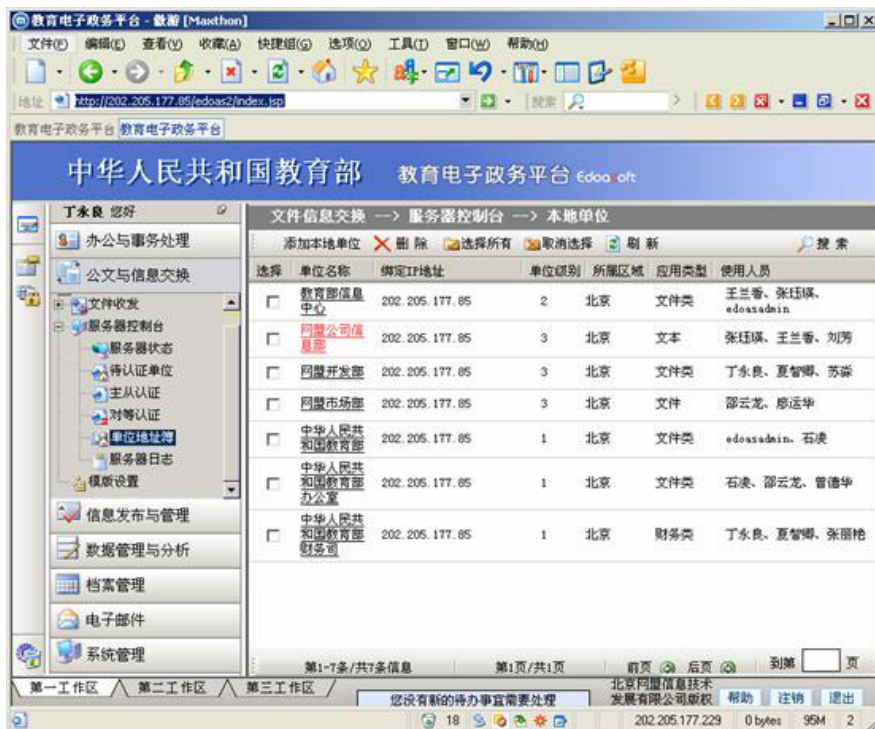 教育电子政务平台 - 傲游 [Maxthon]
文件(F) 编辑(E) 查看(V) 收藏(A) 快捷组(G) 选项(O) 工具(T) 窗口(W) 帮助(H)
地址 http://202.205.177.85/edoas2/index.jsp 搜索
教育电子政务平台 教育电子政务平台
中华人民共和国教育部 教育电子政务平台 Edoasoft
丁永良 您好
办公与事务处理
公文与信息交换
文件收发
服务器控制台
服务器状态
待认证单位
主从认证
对等认证
单位地址簿
服务器日志
模版设置
信息发布与管理
数据管理与分析
档案管理
电子邮件
系统管理
文件信息交换 --> 服务器控制台 --> 本地单位
添加本地单位 删 除 选择所有 取消选择 刷 新 搜 索
选择 单位名称 绑定IP地址 单位级别 所属区域 应用类型 使用人员
教育部信息中心 202.205.177.85 2 北京 文件类 王兰香、张珏瑛、edoasadmin
网盟公司信息部 202.205.177.85 3 北京 文本 张珏瑛、王兰香、刘芳
网盟开发部 202.205.177.85 3 北京 文件类 丁永良、夏智卿、苏淼
网盟市场部 202.205.177.85 3 北京 文件 邵云龙、廖运华
中华人民共和国教育部 202.205.177.85 1 北京 文件类 edoasadmin、石凌
中华人民共和国教育部办公室 202.205.177.85 1 北京 文件类 石凌、邵云龙、曾德华
中华人民共和国教育部财务司 202.205.177.85 1 北京 财务类 丁永良、夏智卿、张丽艳
第1-7条/共7条信息 第1页/共1页 前页 后页 到第 页
第一工作区 第二工作区 第三工作区
您没有新的待办事宜需要处理
北京网盟信息技术
发展有限公司版权
帮助 注销 退出
18 202.205.177.229 0 bytes 95M 2